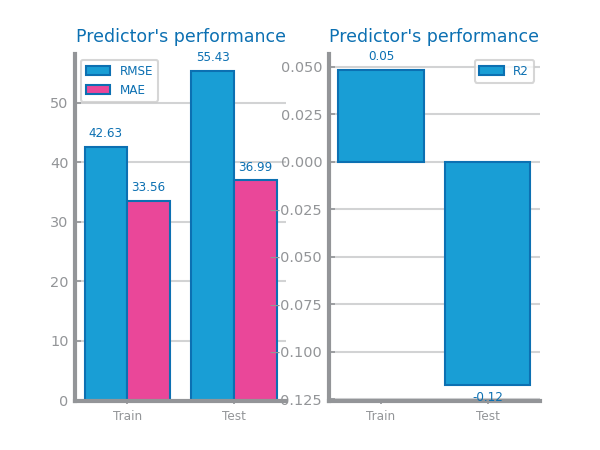 Predictor's performance
RMSE
MAE
55.43
42.63
33.56
36.99
50
40
30
20
10
0
Train Test
Predictor's performance
R2
0.05
-0.12
0.050
0.025
0.000
-0.025
-0.050
-0.075
-0.100
-0.125
Train Test